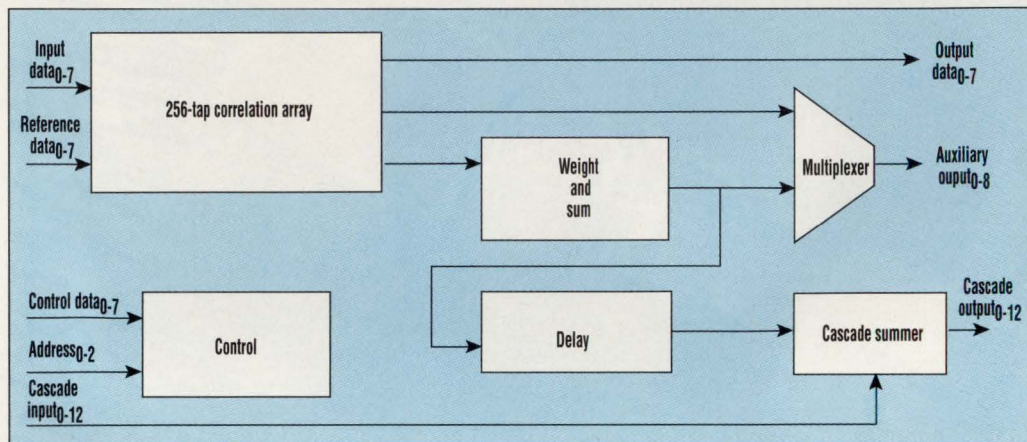 Input
data0-7
Reference
data0-7
256-tap correlation array
Output
data0-7
Weight
and
sum
Multiplexer
Auxiliary
ouput0-8
Control data0-7
Address0-2
Cascade
input0-12
Control
Delay
Cascade summer
Cascade
output0-12